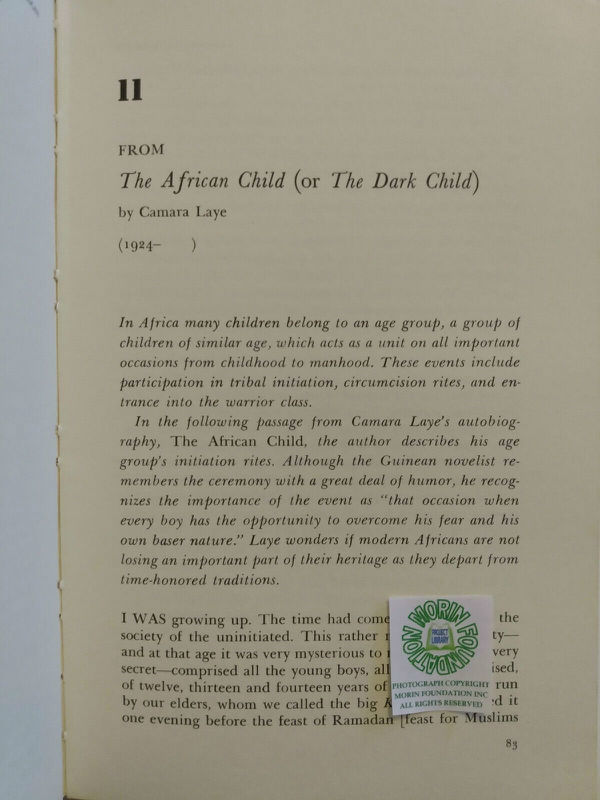 11
FROM
The African Child (or The Dark Child)
by Camara Laye
(1924– )
In Africa many children belong to an age group, a group of
children of similar age, which acts as a unit on all important
occasions from childhood to manhood. These events include
participation in tribal initiation, circumcision rites, and en-
trance into the warrior class.
In the following passage from Camara Laye's autobiog-
raphy, The African Child, the author describes his age
group's initiation rites. Although the Guinean novelist re-
members the ceremony with a great deal of humor, he recog-
nizes the importance of the event as "that occasion when
every boy has the opportunity to overcome his fear and his
own baser nature." Laye wonders if modern Africans are not
losing an important part of their heritage as they depart from
time-honored traditions.
I WAS growing up. The time had come the
society of the uninitiated. This rather ty—
and at that age it was very mysterious to very
secret—comprised all the young boys, all ised,
of twelve, thirteen and fourteen years of run
by our elders, whom we called the big d it
one evening before the feast of Ramadan [feast for Muslims
MORIN FOUNDATION
PROJECT
LIBRARY
PHOTOGRAPH COPYRIGHT
MORIN FOUNDATION INC
ALL RIGHTS RESERVED
83